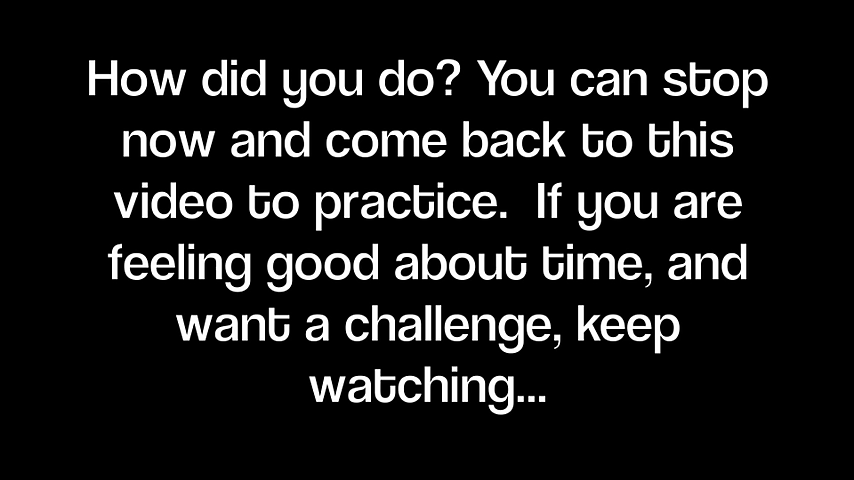 How did you do? You can stop
now and come back to this
video to practice.  If you are
feeling good about time, and
want a challenge, keep
watching...